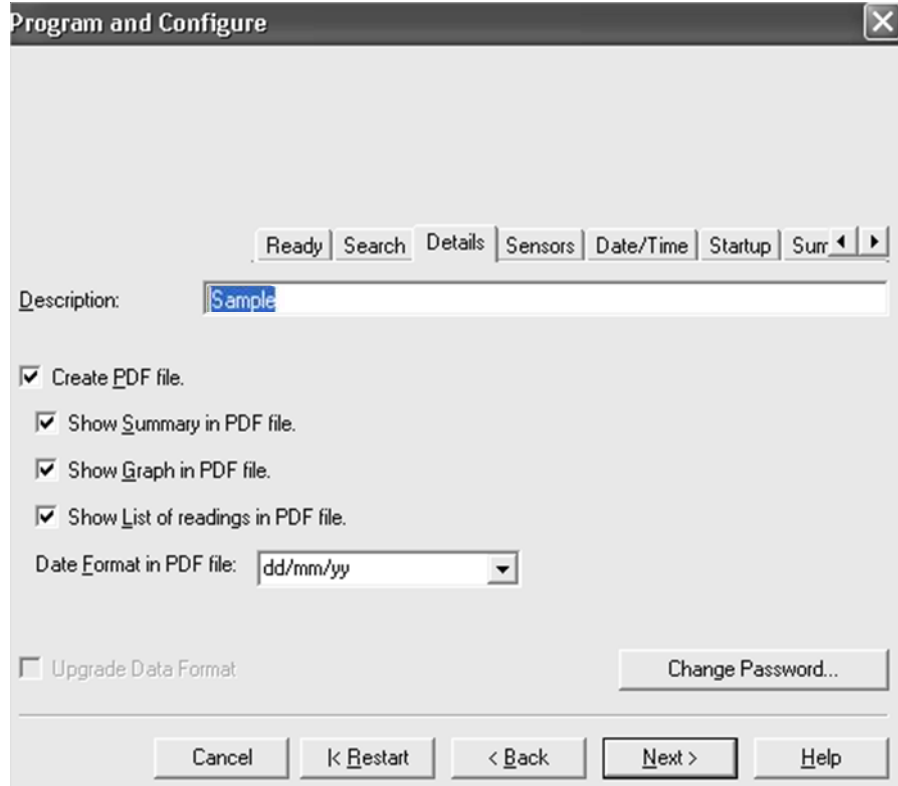 Program and Configure
Ready Search Details Sensors Date/Time Startup Sum
Description: Sample
Create PDF file.
Show Summary in PDF file.
Show Graph in PDF file.
Show List of readings in PDF file.
Date Format in PDF file: dd/mm/yy
Upgrade Data Format Change Password...
Cancel |< Restart < Back Next > Help